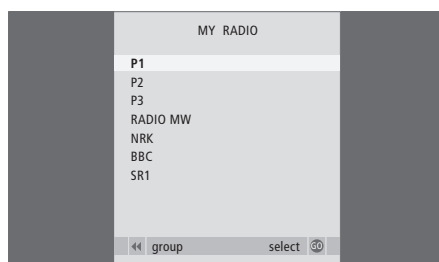 MY RADIO
P1
P2
P3
RADIO MW
NRK
BBC
SR1
group select GO